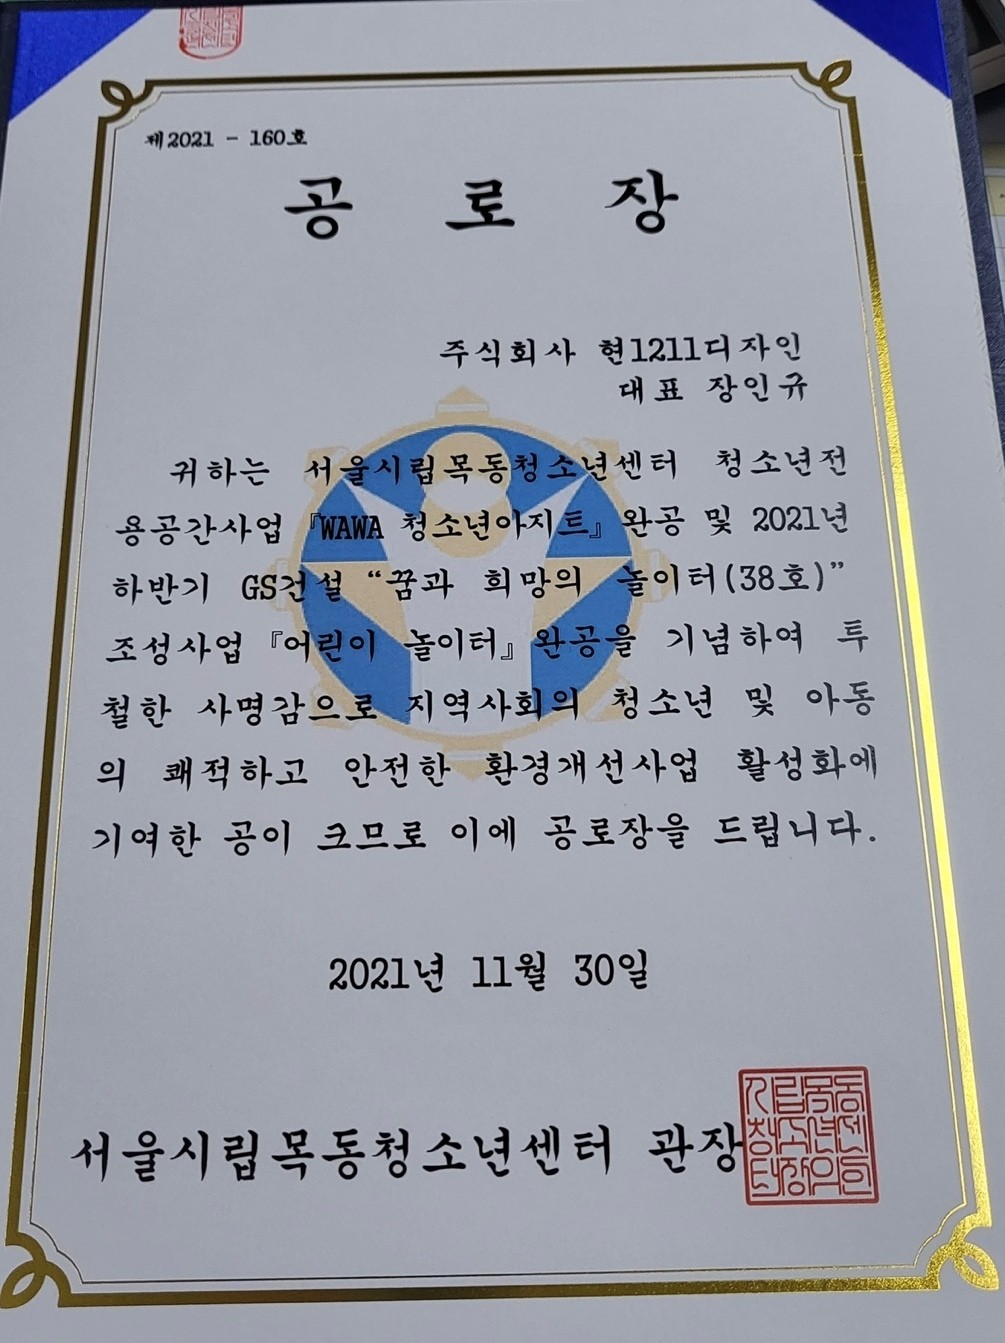 제2021 - 160호
공 로 장
주식회사 현1211디자인
대표 장인규
귀하는 서울시립목동청소년센터 청소년전
용공간사업 『WAWA 청소년아지트』 완공 및 2021년
하반기 GS건설 “꿈과 희망의 놀이터(38호)”
조성사업 『어린이 놀이터』 완공을 기념하여 투
철한 사명감으로 지역사회의 청소년 및 아동
의 쾌적하고 안전한 환경개선사업 활성화에
기여한 공이 크므로 이에 공로장을 드립니다.
2021년 11월 30일
서울시립목동청소년센터 관장